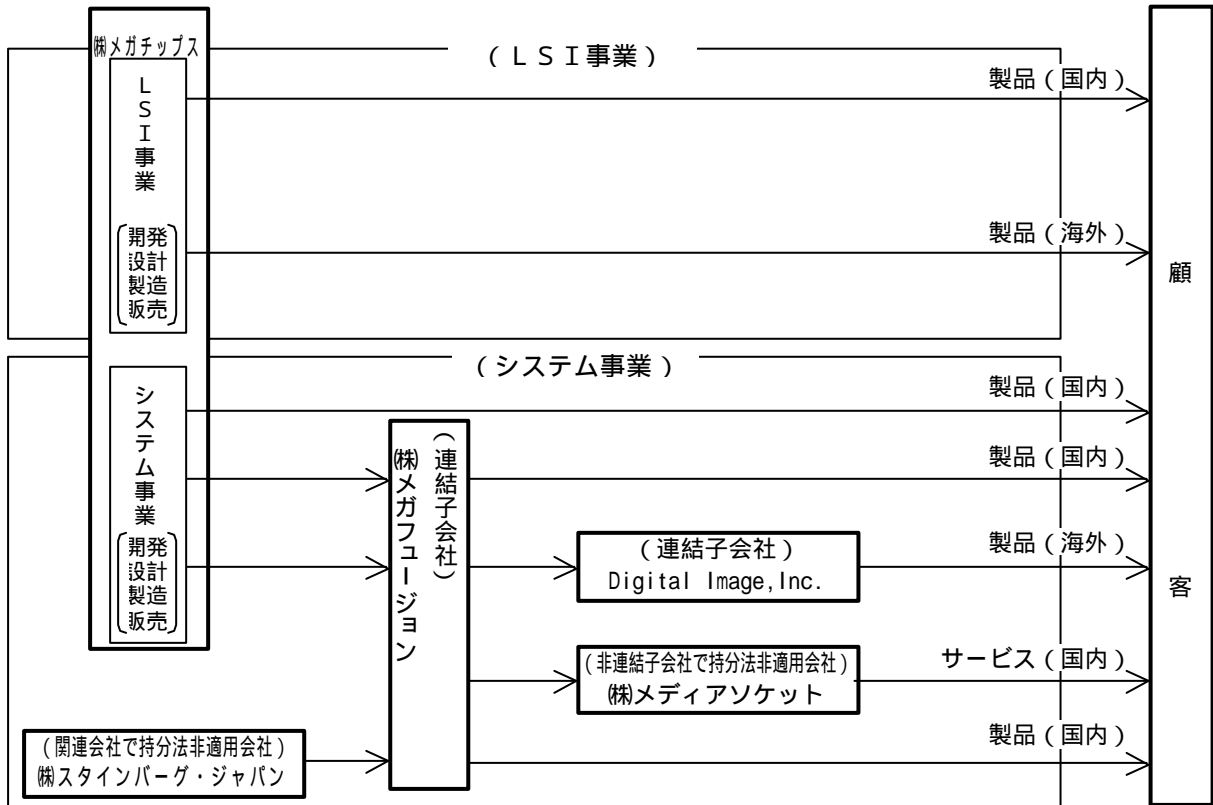 ㈱メガチップス
(LSI事業)
LSI事業
開発
設計
製造
販売
製品(国内)
製品(海外)
顧客
(システム事業)
システム事業
開発
設計
製造
販売
製品(国内)
(連結子会社)
㈱メガフュージョン
製品(国内)
(連結子会社)
Digital Image,Inc.
製品(海外)
(非連結子会社で持分法非適用会社)
㈱メディアソケット
サービス(国内)
(関連会社で持分法非適用会社)
㈱スタインバーグ・ジャパン
製品(国内)